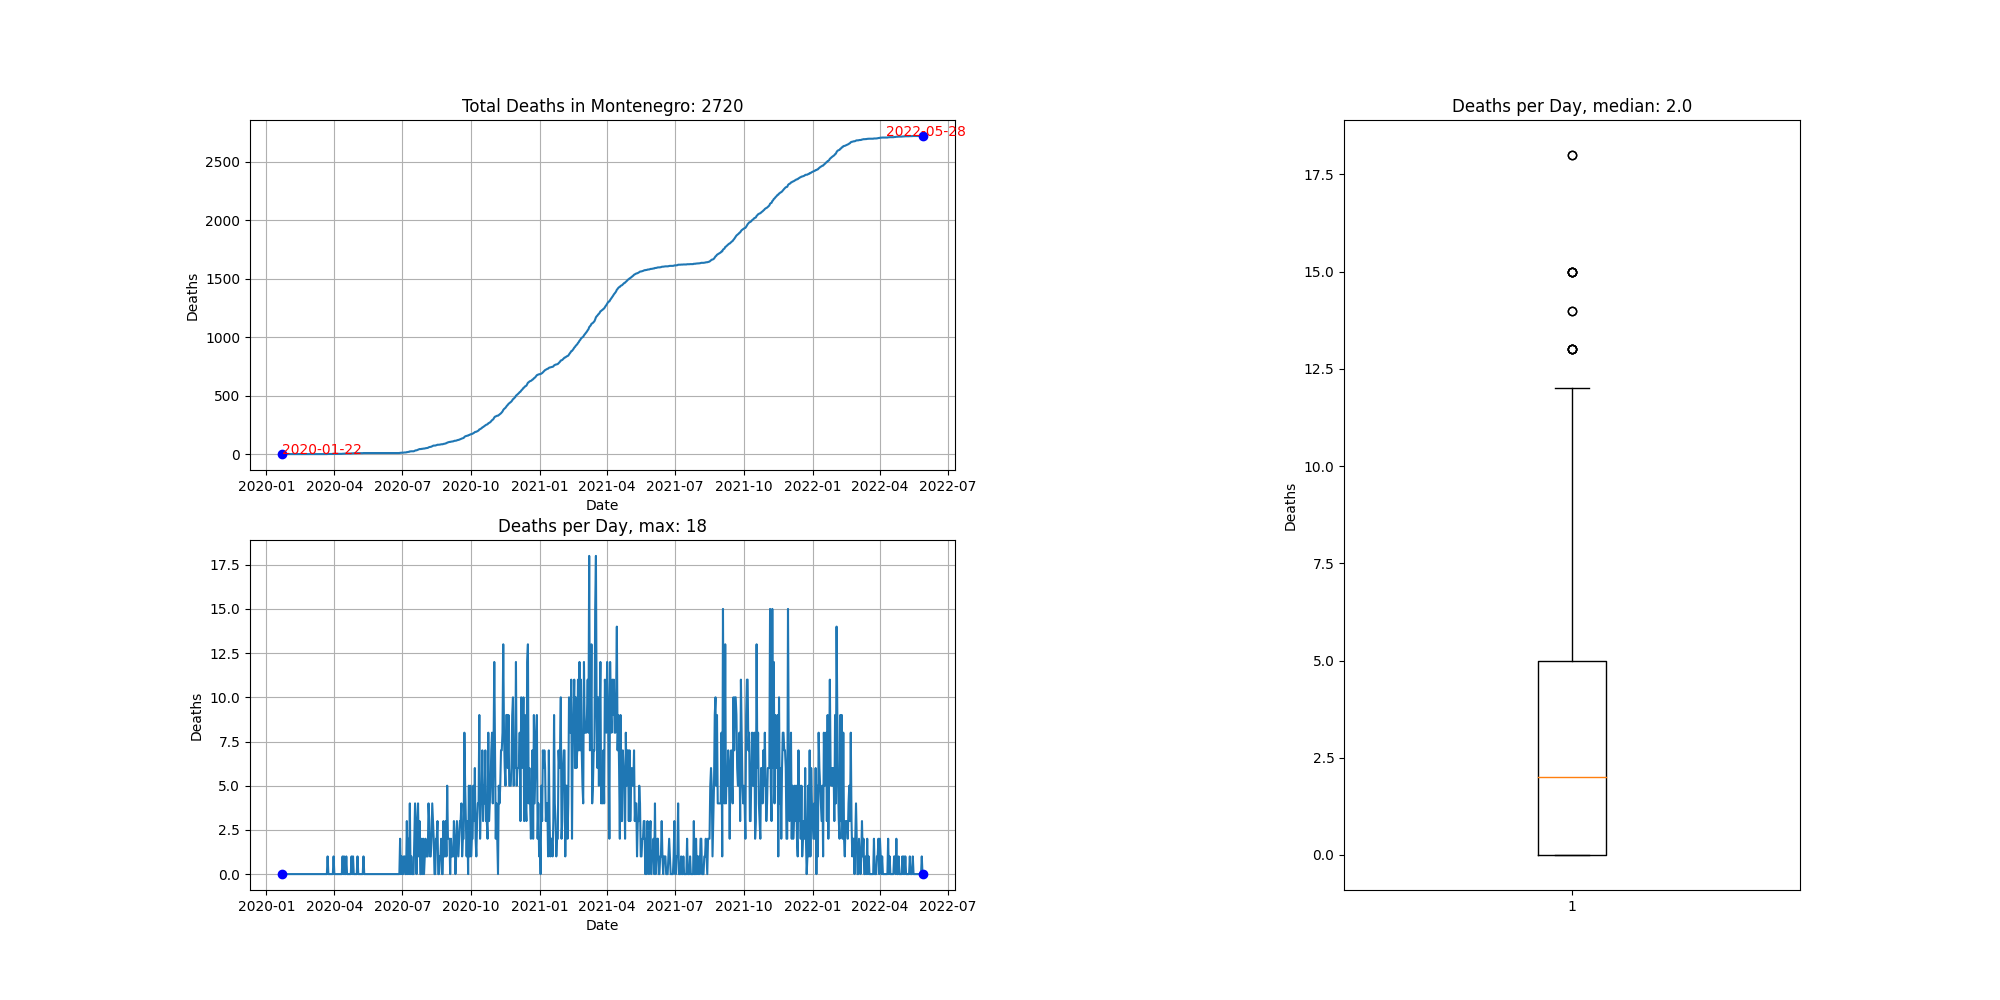 Total Deaths in Montenegro: 2720
2022-05-28
2500
2000
1500
1000
500
0
Deaths
2020-01-22
2020-01 2020-04 2020-07 2020-10 2021-01 2021-04 2021-07 2021-10 2022-01 2022-04 2022-07
Date
Deaths per Day, max: 18
17.5
15.0
12.5
10.0
7.5
5.0
2.5
0.0
Deaths
2020-01 2020-04 2020-07 2020-10 2021-01 2021-04 2021-07 2021-10 2022-01 2022-04 2022-07
Date
Deaths per Day, median: 2.0
17.5
15.0
12.5
10.0
7.5
5.0
2.5
0.0
Deaths
1